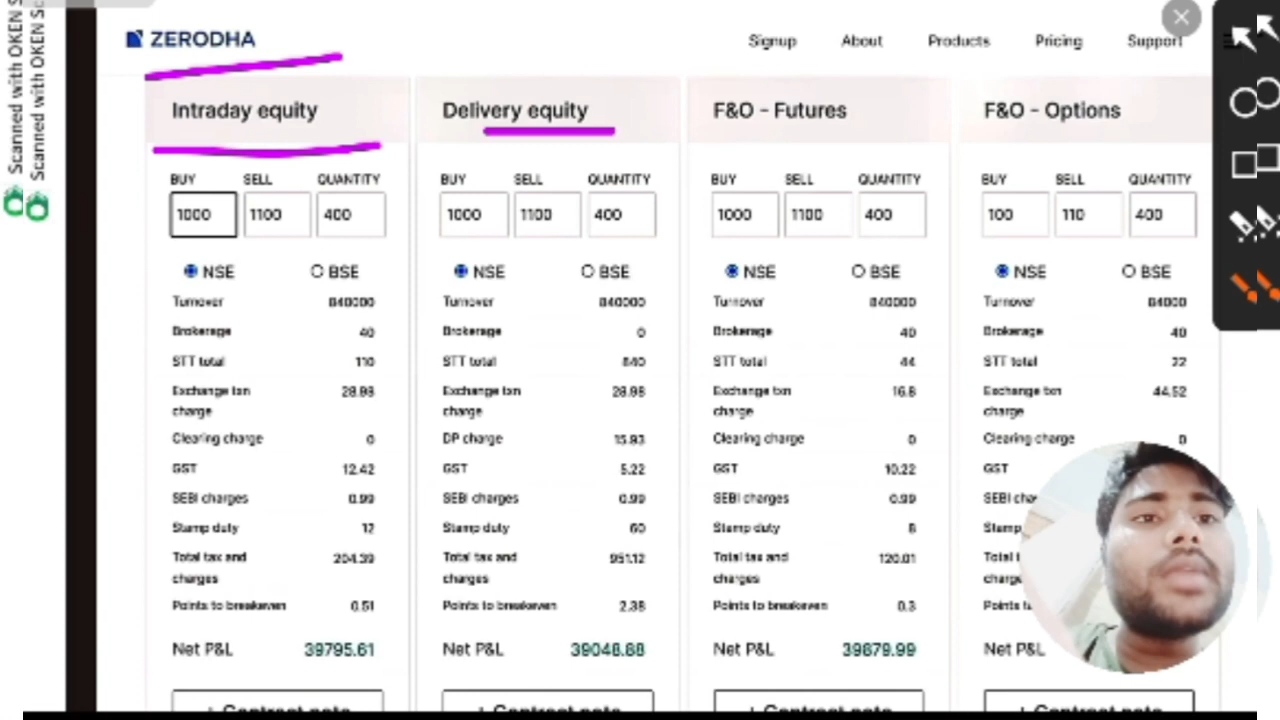 Scanned with OKEN
Scanned with OKEN Sc
ZERODHA
Signup About Products Pricing Support
Intraday equity
BUY SELL QUANTITY
1000 1100 400
NSE BSE
Turnover 840000
Brokerage 40
STT total 110
Exchange txn 28.98
charge
Clearing charge 0
GST 12.42
SEBI charges 0.99
Stamp duty 12
Total tax and 204.39
charges
Points to breakeven 0.51
Net P&L 39795.61
Delivery equity
BUY SELL QUANTITY
1000 1100 400
NSE BSE
Turnover 840000
Brokerage 0
STT total 840
Exchange txn 28.98
charge
DP charge 15.93
GST 5.22
SEBI charges 0.99
Stamp duty 60
Total tax and 951.12
charges
Points to breakeven 2.38
Net P&L 39048.88
F&O - Futures
BUY SELL QUANTITY
1000 1100 400
NSE BSE
Turnover 840000
Brokerage 40
STT total 44
Exchange txn 16.8
charge
Clearing charge 0
GST 10.22
SEBI charges 0.99
Stamp duty 8
Total tax and 120.01
charges
Points to breakeven 0.3
Net P&L 39879.99
F&O - Options
BUY SELL QUANTITY
100 110 400
NSE BSE
Turnover 84000
Brokerage 40
STT total 22
Exchange txn 44.52
charge
Clearing charge 0
GST
SEBI
Stamp
Total
Net P&L